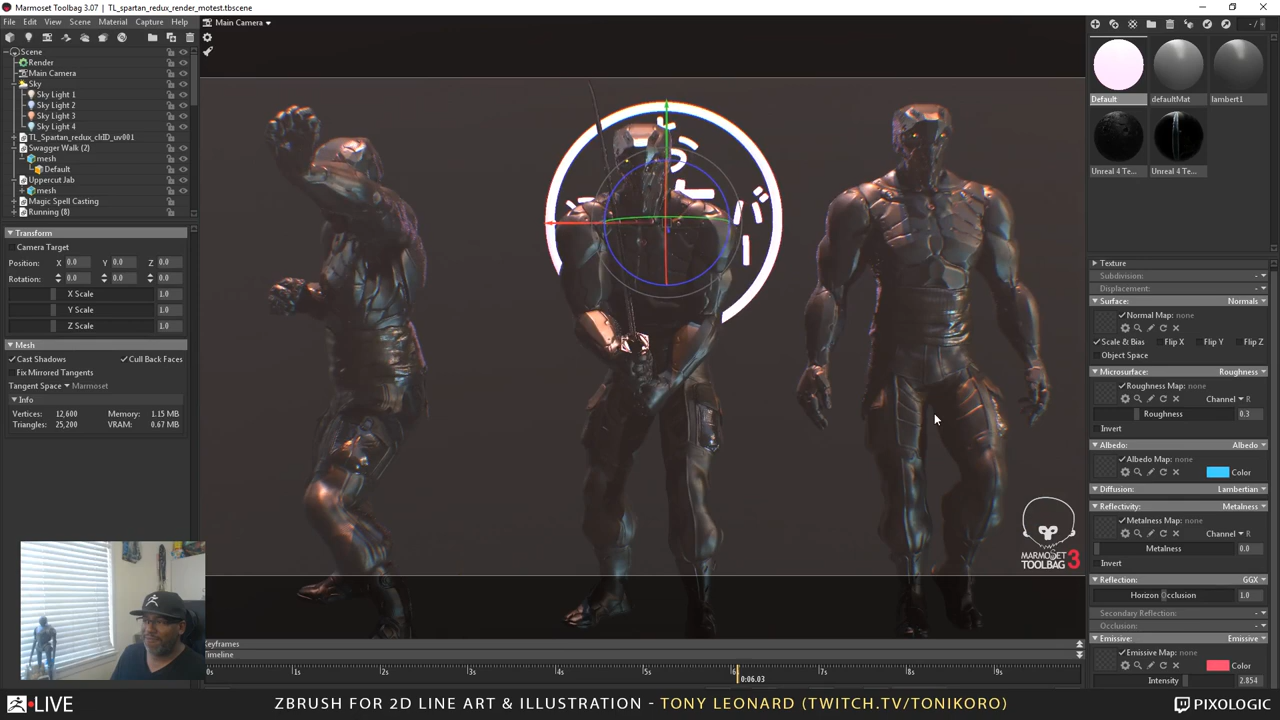 Marmoset Toolbag 3.07 | TL_spartan_redux_render_motest.tbscene
File Edit View Scene Material Capture Help
Main Camera
Scene
Render
Main Camera
Sky
Sky Light 1
Sky Light 2
Sky Light 3
Sky Light 4
TL_Spartan_redux_clrID_uv001
Swagger Walk (2)
mesh
Default
Uppercut Jab
mesh
Magic Spell Casting
Running (8)
Transform
Camera Target
Position: X 0.0 Y 0.0 Z 0.0
Rotation: 0.0 0.0 0.0
X Scale 1.0
Y Scale 1.0
Z Scale 1.0
Mesh
Cast Shadows Cull Back Faces
Fix Mirrored Tangents
Tangent Space Marmoset
Info
Vertices: 12,600 Memory: 1.15 MB
Triangles: 25,200 VRAM: 0.67 MB
MARMOSET
TOOLBAG 3
Keyframes
Timeline
0s 1s 2s 3s 4s 5s 6s 7s 8s 9s
0:06.03
Default defaultMat lambert1
Unreal 4 Te... Unreal 4 Te...
Texture
Subdivision: -
Displacement: -
Surface: Normals
Normal Map: none
Scale & Bias Flip X Flip Y Flip Z
Object Space
Microsurface: Roughness
Roughness Map: none
Channel R
Roughness 0.3
Invert
Albedo: Albedo
Albedo Map: none
Color
Diffusion: Lambertian
Reflectivity: Metalness
Metalness Map: none
Channel R
Metalness 0.0
Invert
Reflection: GGX
Horizon Occlusion 1.0
Secondary Reflection: -
Occlusion: -
Emissive: Emissive
Emissive Map: none
Color
Intensity 2.854
LIVE
ZBRUSH FOR 2D LINE ART & ILLUSTRATION - TONY LEONARD (TWITCH.TV/TONIKORO)
PIXOLOGIC